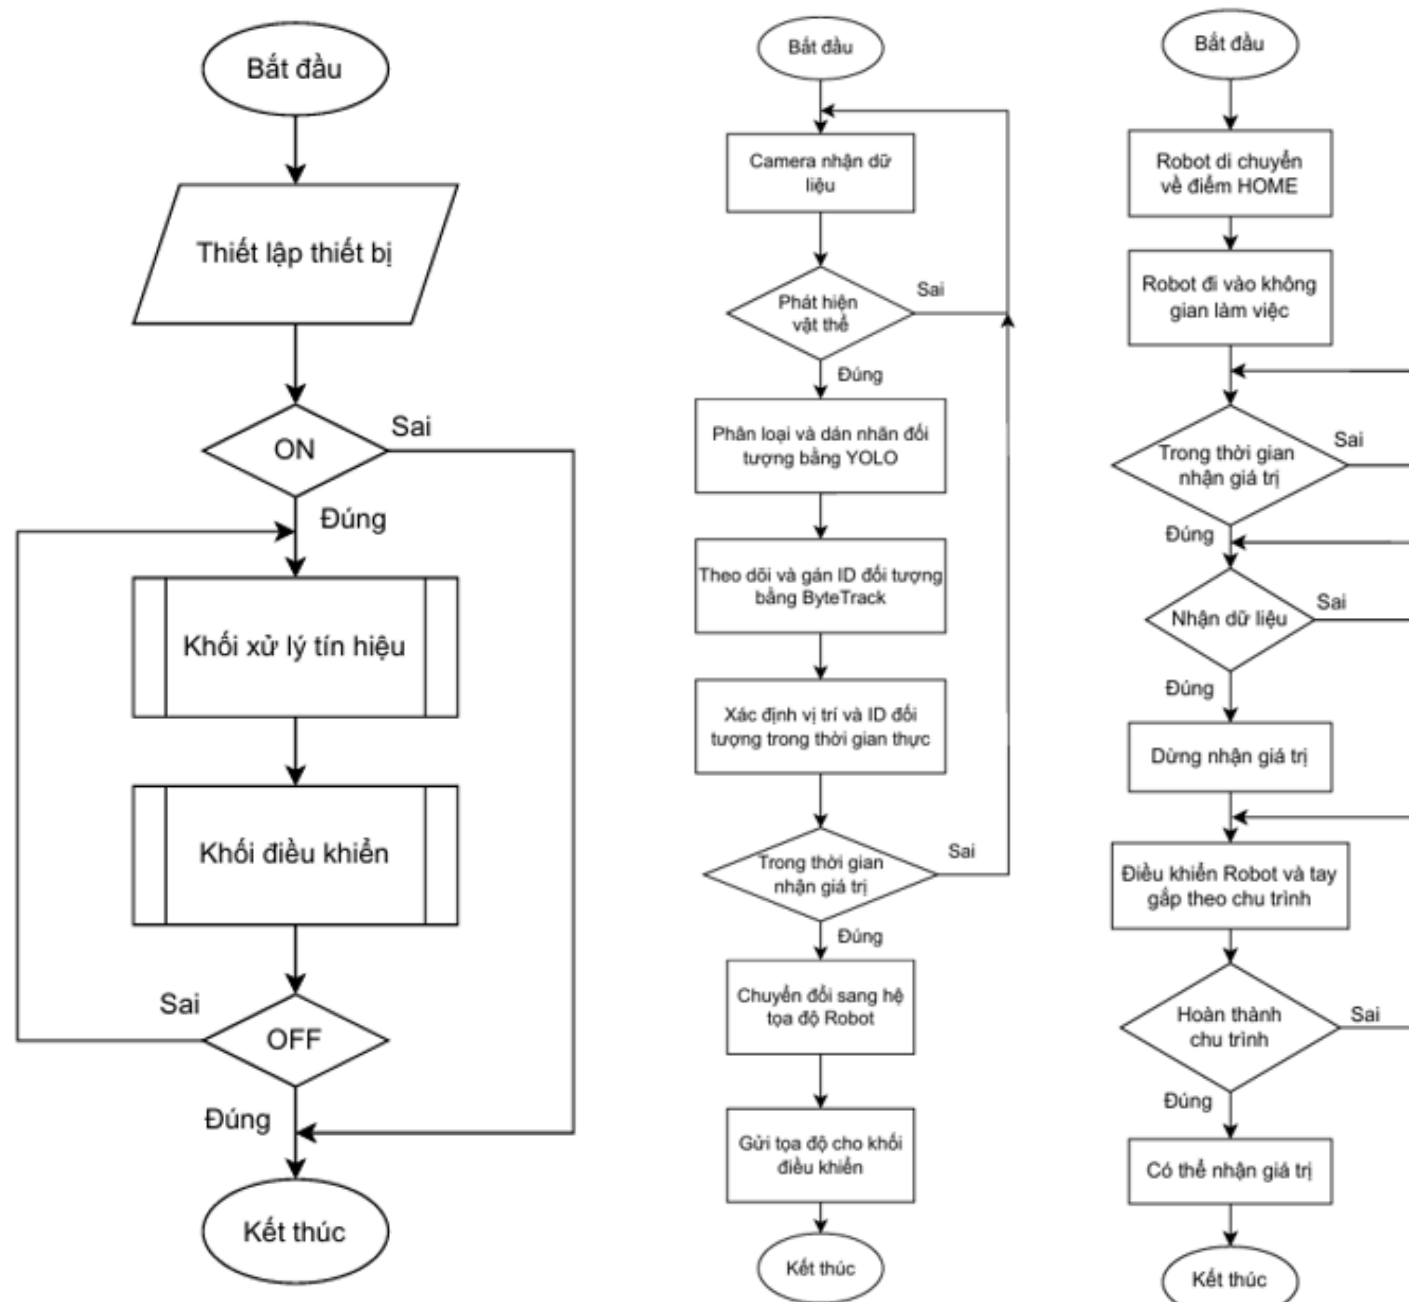 Bắt đầu
Thiết lập thiết bị
ON
Sai
Đúng
Khối xử lý tín hiệu
Khối điều khiển
Sai
OFF
Đúng
Kết thúc
Bắt đầu
Camera nhận dữ
liệu
Phát hiện
vật thể
Sai
Đúng
Phân loại và dán nhãn đối
tượng bằng YOLO
Theo dõi và gán ID đối tượng
bằng ByteTrack
Xác định vị trí và ID đối
tượng trong thời gian thực
Trong thời gian
nhận giá trị
Sai
Đúng
Chuyển đổi sang hệ
tọa độ Robot
Gửi tọa độ cho khối
điều khiển
Kết thúc
Bắt đầu
Robot di chuyển
về điểm HOME
Robot đi vào không
gian làm việc
Trong thời gian
nhận giá trị
Sai
Đúng
Nhận dữ liệu
Sai
Đúng
Dừng nhận giá trị
Điều khiển Robot và tay
gắp theo chu trình
Hoàn thành
chu trình
Sai
Đúng
Có thể nhận giá trị
Kết thúc